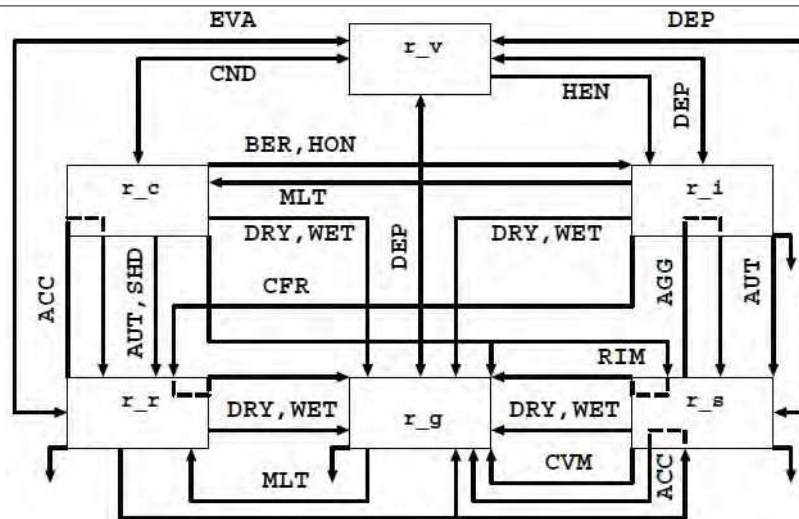 EVA
DEP
r_v
CND
HEN
DEP
BER,HON
r_c
r_i
MLT
DRY,WET
DRY,WET
DEP
ACC
AUT,SHD
AGG
AUT
CFR
RIM
r_r
r_g
r_s
DRY,WET
DRY,WET
MLT
CVM
ACC